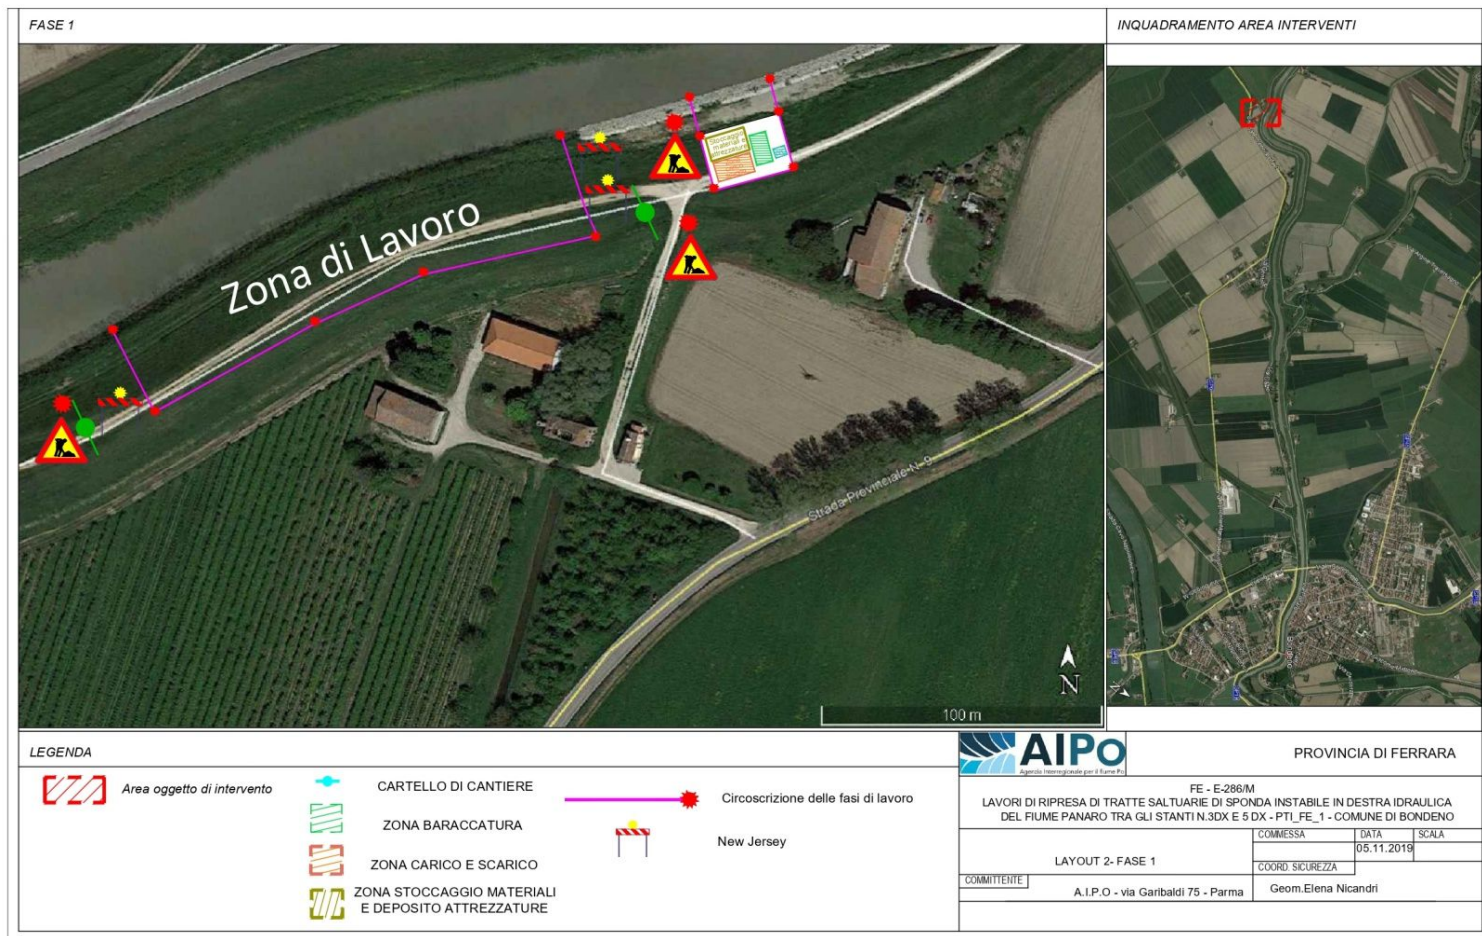 FASE 1
INQUADRAMENTO AREA INTERVENTI
Stoccaggio
materiali e
attrezzature
Zona di Lavoro
Strada Provinciale N. 9
N
100 m
LEGENDA
Area oggetto di intervento
CARTELLO DI CANTIERE
ZONA BARACCATURA
ZONA CARICO E SCARICO
ZONA STOCCAGGIO MATERIALI
E DEPOSITO ATTREZZATURE
Circoscrizione delle fasi di lavoro
New Jersey
AIPo
Agenzia Interregionale per il fiume Po
PROVINCIA DI FERRARA
FE - E-286/M
LAVORI DI RIPRESA DI TRATTE SALTUARIE DI SPONDA INSTABILE IN DESTRA IDRAULICA
DEL FIUME PANARO TRA GLI STANTI N.3DX E 5 DX - PTI_FE_1 - COMUNE DI BONDENO
LAYOUT 2- FASE 1
COMMESSA
DATA
SCALA
05.11.2019
COORD. SICUREZZA
Geom.Elena Nicandri
COMMITTENTE
A.I.P.O - via Garibaldi 75 - Parma